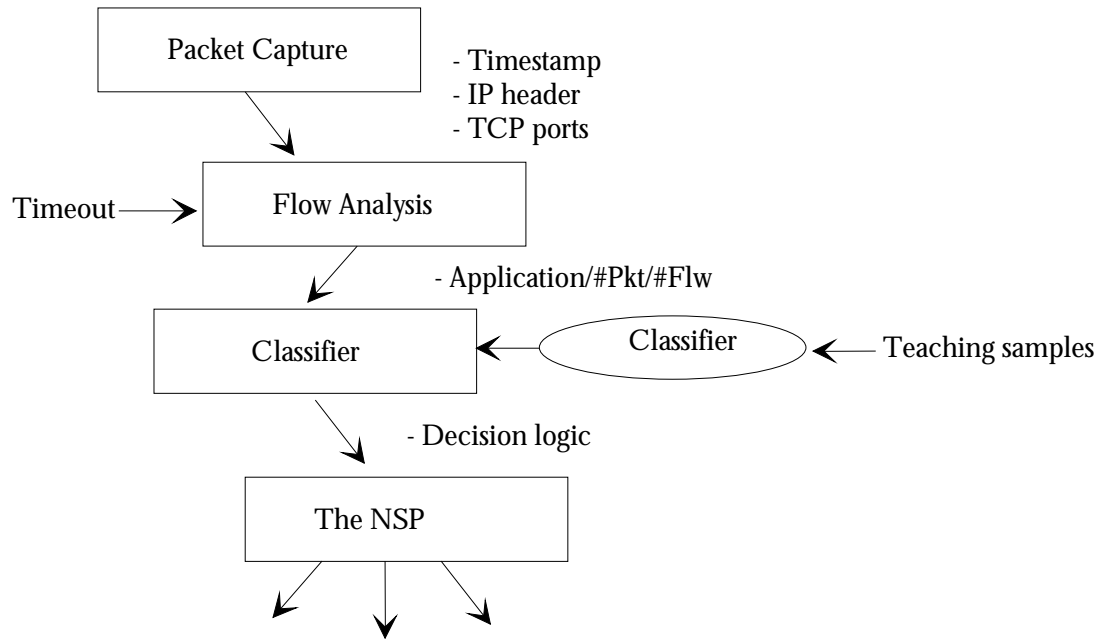 Packet Capture
- Timestamp
- IP header
- TCP ports
Flow Analysis
Timeout
- Application/#Pkt/#Flw
Classifier
Classifier
Teaching samples
- Decision logic
The NSP